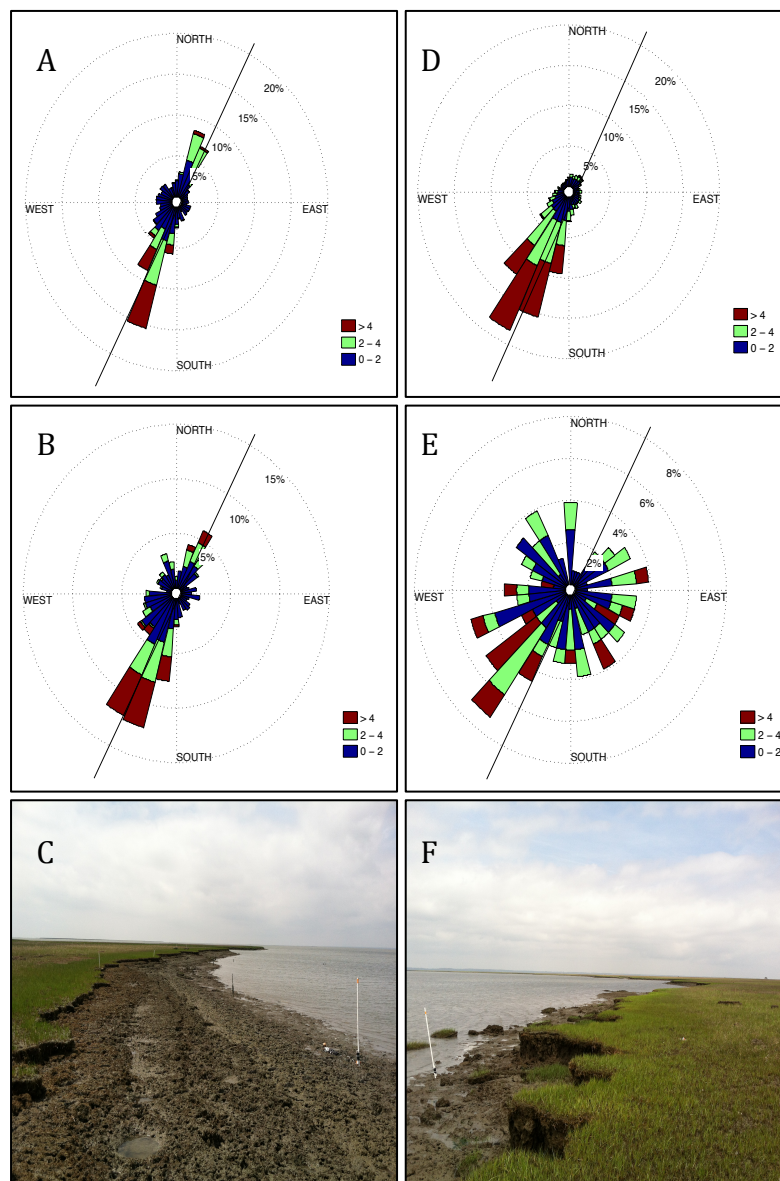 A
NORTH
20%
15%
10%
5%
WEST
EAST
SOUTH
> 4
2 – 4
0 – 2
D
NORTH
20%
15%
10%
5%
WEST
EAST
SOUTH
> 4
2 – 4
0 – 2
B
NORTH
15%
10%
5%
WEST
EAST
SOUTH
> 4
2 – 4
0 – 2
E
NORTH
8%
6%
4%
2%
WEST
EAST
SOUTH
> 4
2 – 4
0 – 2
C
F